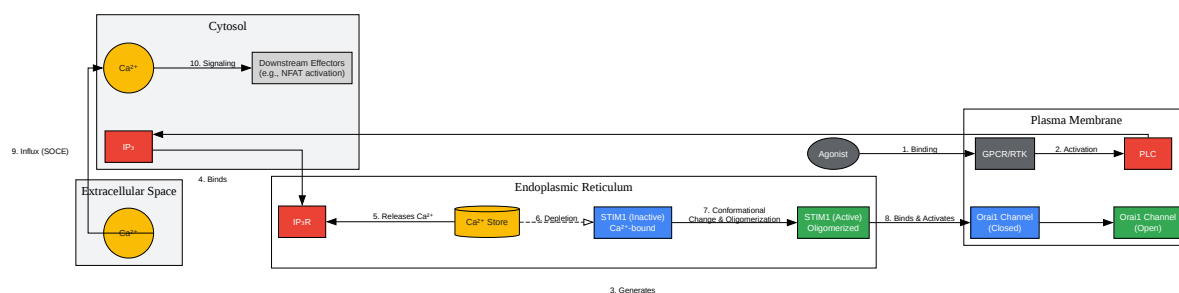 Cytosol
Ca²⁺
10. Signaling
Downstream Effectors
(e.g., NFAT activation)
IP₃
9. Influx (SOCE)
4. Binds
Extracellular Space
Ca²⁺
Plasma Membrane
Agonist
1. Binding
GPCR/RTK
2. Activation
PLC
Endoplasmic Reticulum
IP₃R
5. Releases Ca²⁺
Ca²⁺ Store
6. Depletion
STIM1 (Inactive)
Ca²⁺-bound
7. Conformational
Change & Oligomerization
STIM1 (Active)
Oligomerized
8. Binds & Activates
Orai1 Channel
(Closed)
Orai1 Channel
(Open)
3. Generates